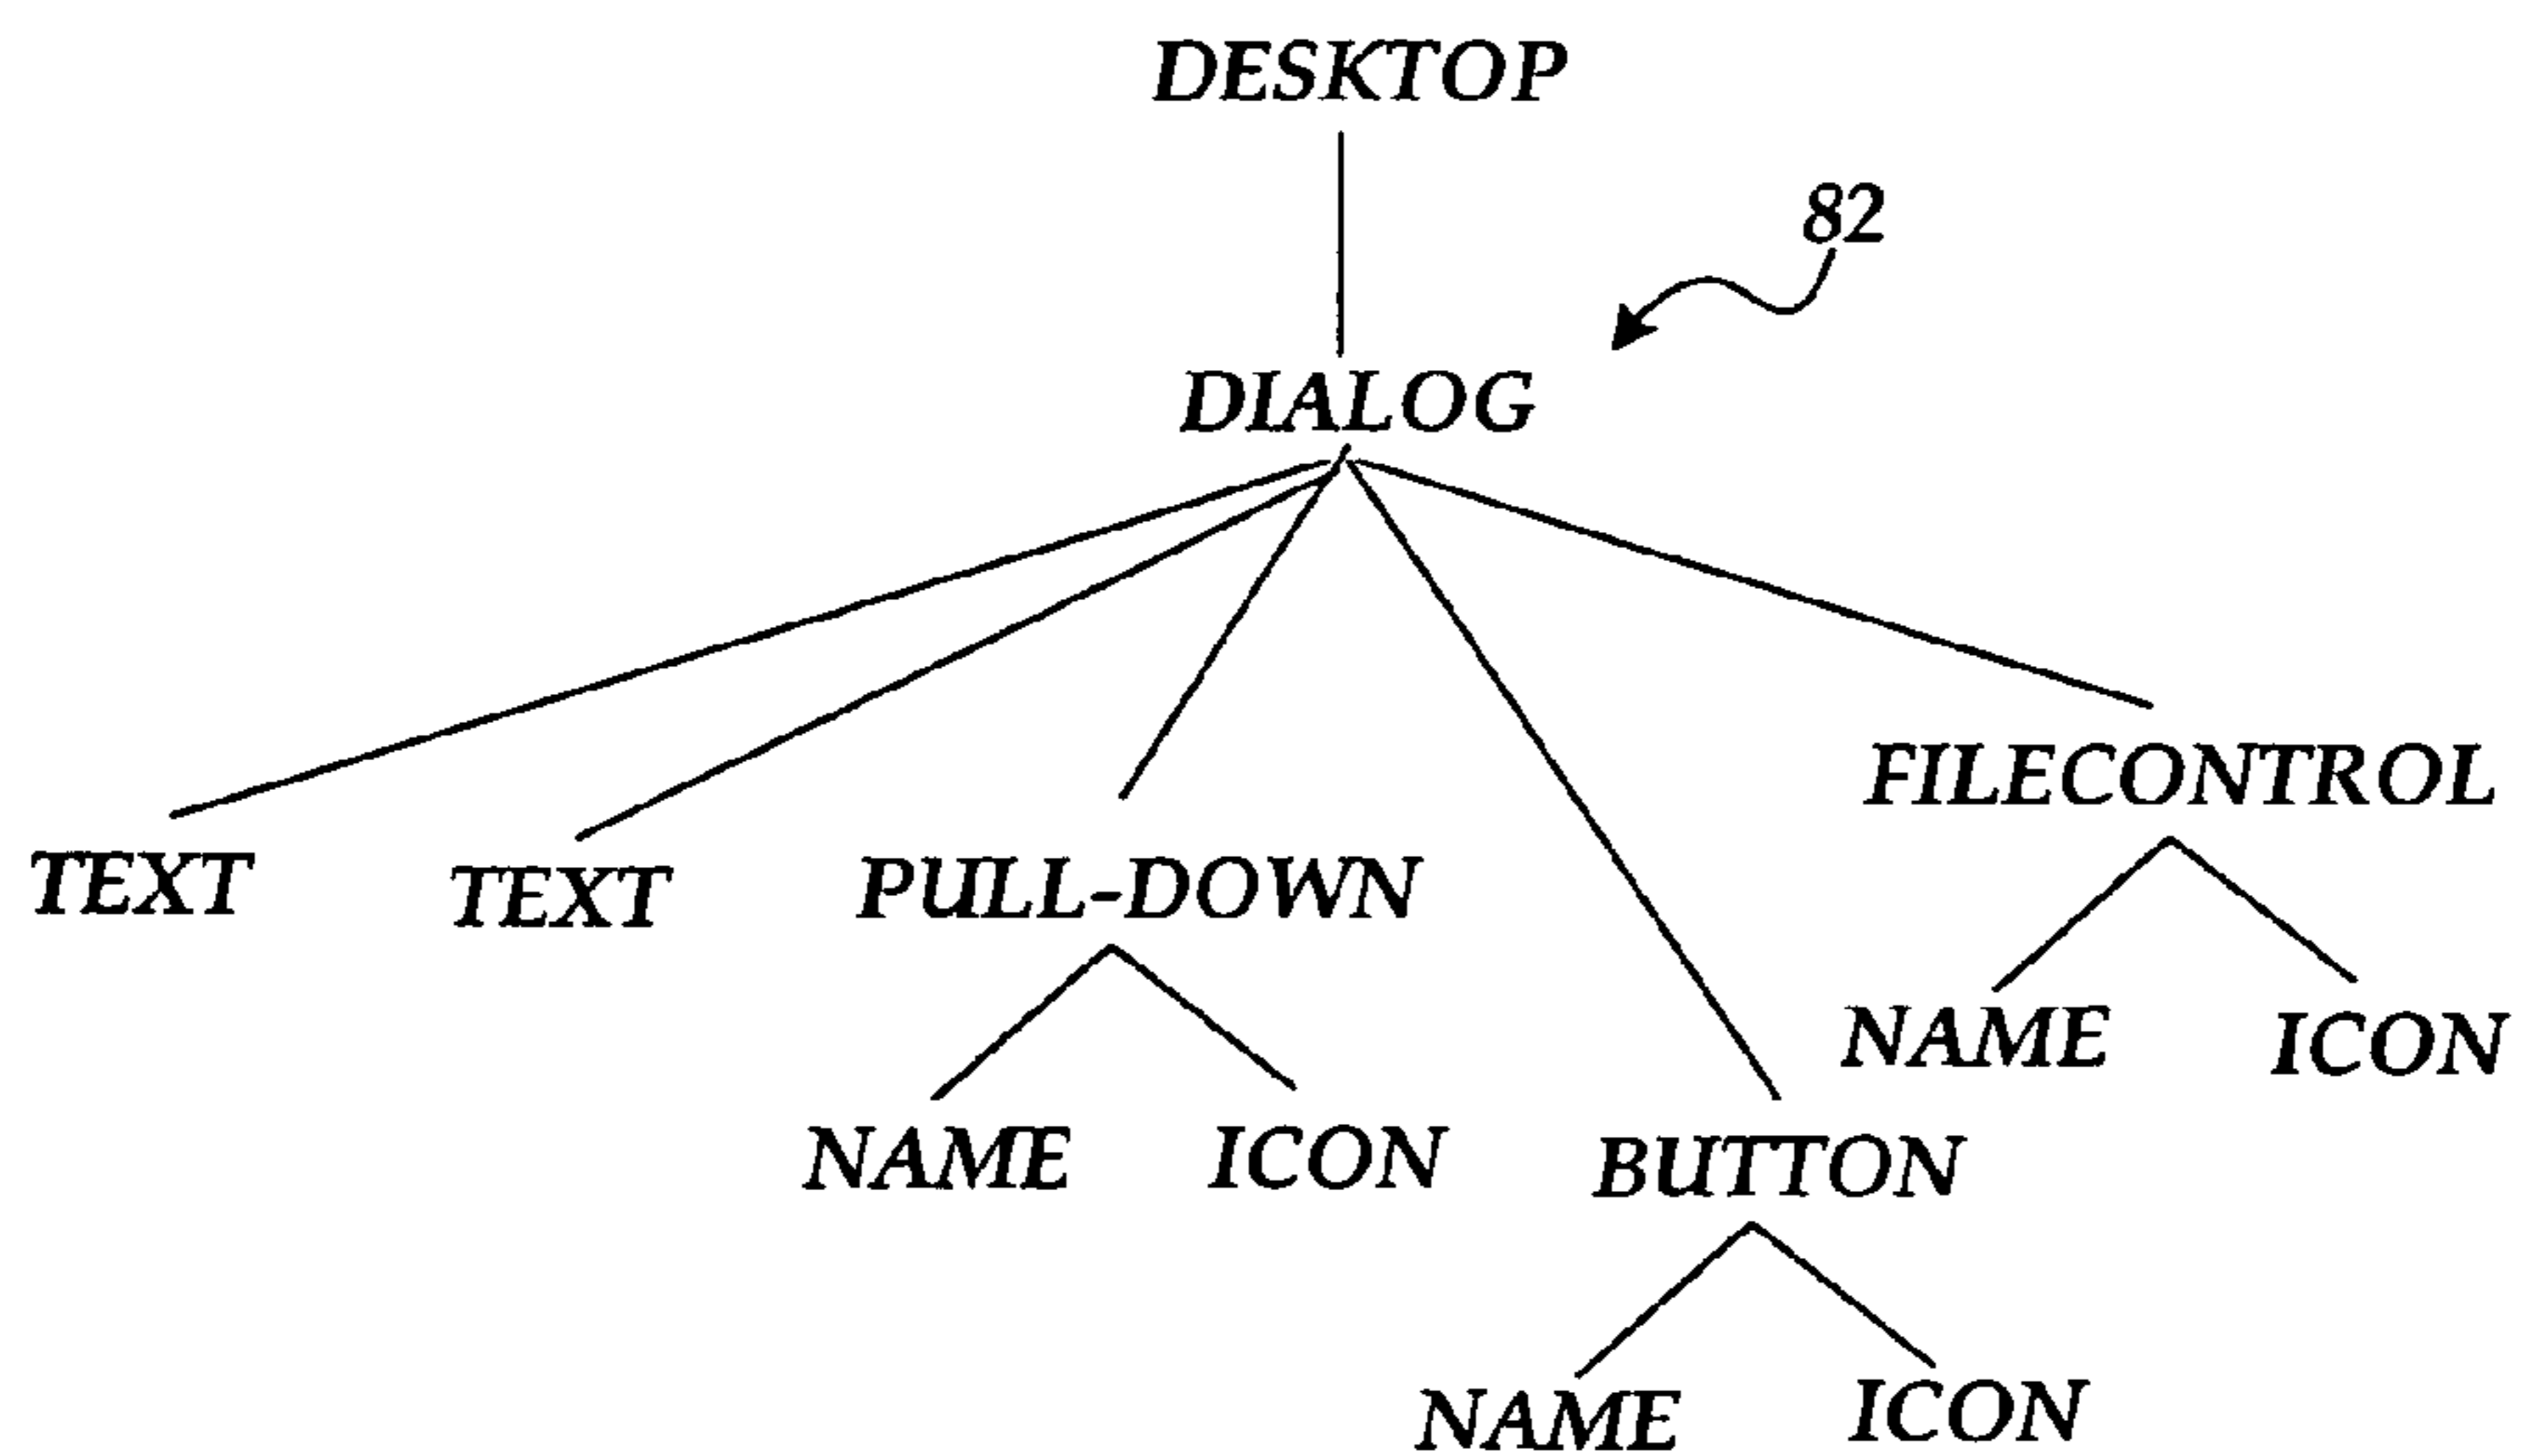 DESKTOP
82
DIALOG
FILECONTROL
TEXT
TEXT
PULL-DOWN
NAME
ICON
NAME
ICON
BUTTON
NAME
ICON